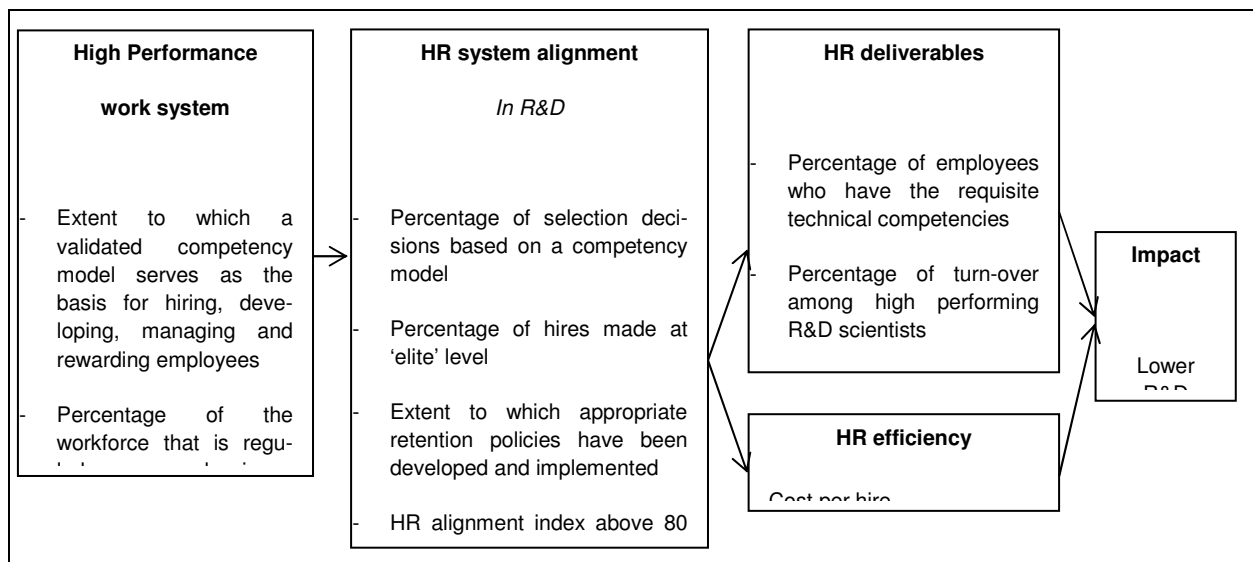 High Performance
work system
- Extent to which a
validated competency
model serves as the
basis for hiring, deve-
loping, managing and
rewarding employees
- Percentage of the
workforce that is regu-
HR system alignment
In R&D
- Percentage of selection deci-
sions based on a competency
model
- Percentage of hires made at
‘elite’ level
- Extent to which appropriate
retention policies have been
developed and implemented
- HR alignment index above 80
HR deliverables
- Percentage of employees
who have the requisite
technical competencies
- Percentage of turn-over
among high performing
R&D scientists
HR efficiency
Cost per hire
Impact
Lower
R&D